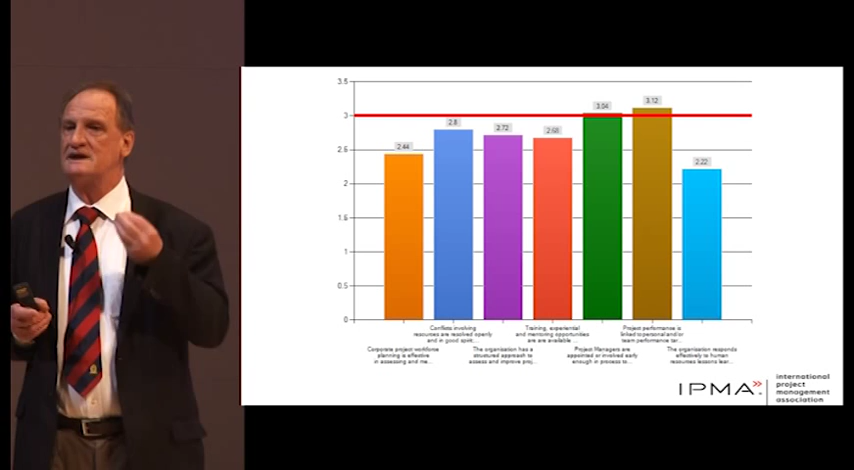 3.5
3
2.5
2
1.5
1
0.5
0
2.44
2.8
2.72
2.68
3.04
3.12
2.22
Corporate project workforce
planning is effective
in assessing and me...
Conflicts involving
resources are resolved openly
and in good spirit...
The organisation has a
structured approach to
assess and improve proj...
Training, experiential
and mentoring opportunities
are are available ...
Project Managers are
appointed or involved early
enough in process to...
Project performance is
linked to personal and/or
team performance tar...
The organization responds
effectively to human
resources lessons lear...
IPMA
international
project
management
association